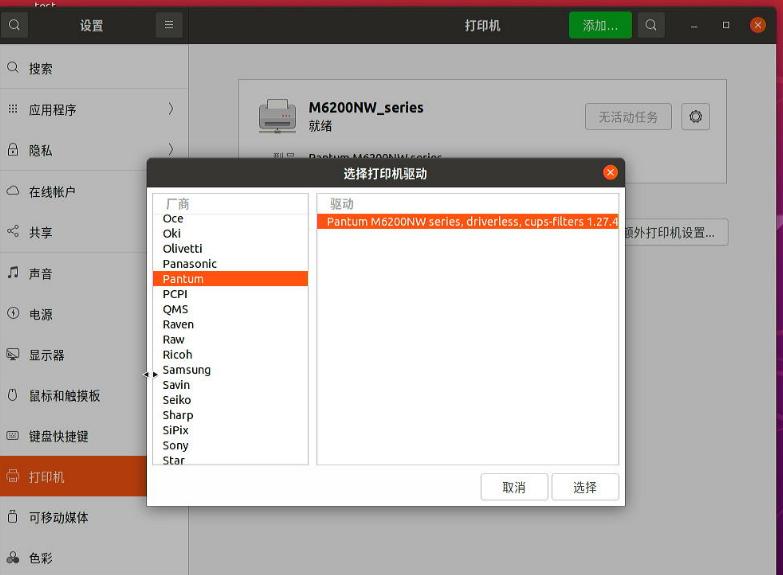 test
设置
打印机
添加...
搜索
应用程序
隐私
在线帐户
共享
声音
电源
显示器
鼠标和触摸板
键盘快捷键
打印机
可移动媒体
色彩
M6200NW_series
就绪
无活动任务
型号 Pantum M6200NW series
额外打印机设置...
选择打印机驱动
厂商
Oce
Oki
Olivetti
Panasonic
Pantum
PCPI
QMS
Raven
Raw
Ricoh
Samsung
Savin
Seiko
Sharp
SiPix
Sony
Star
驱动
Pantum M6200NW series, driverless, cups-filters 1.27.4
取消
选择